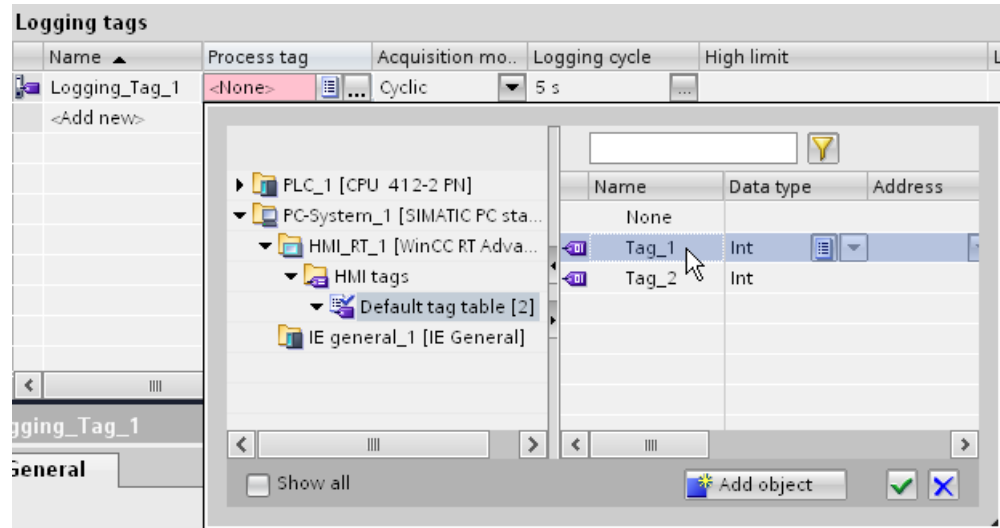 Logging tags
Name Process tag Acquisition mo.. Logging cycle High limit
Logging_Tag_1 <None> ... Cyclic 5 s ...
<Add new>
PLC_1 [CPU 412-2 PN]
PC-System_1 [SIMATIC PC sta...
HMI_RT_1 [WinCC RT Adva...
HMI tags
Default tag table [2]
IE general_1 [IE General]
Name Data type Address
None
Tag_1 Int
Tag_2 Int
gging_Tag_1
General
Show all
Add object